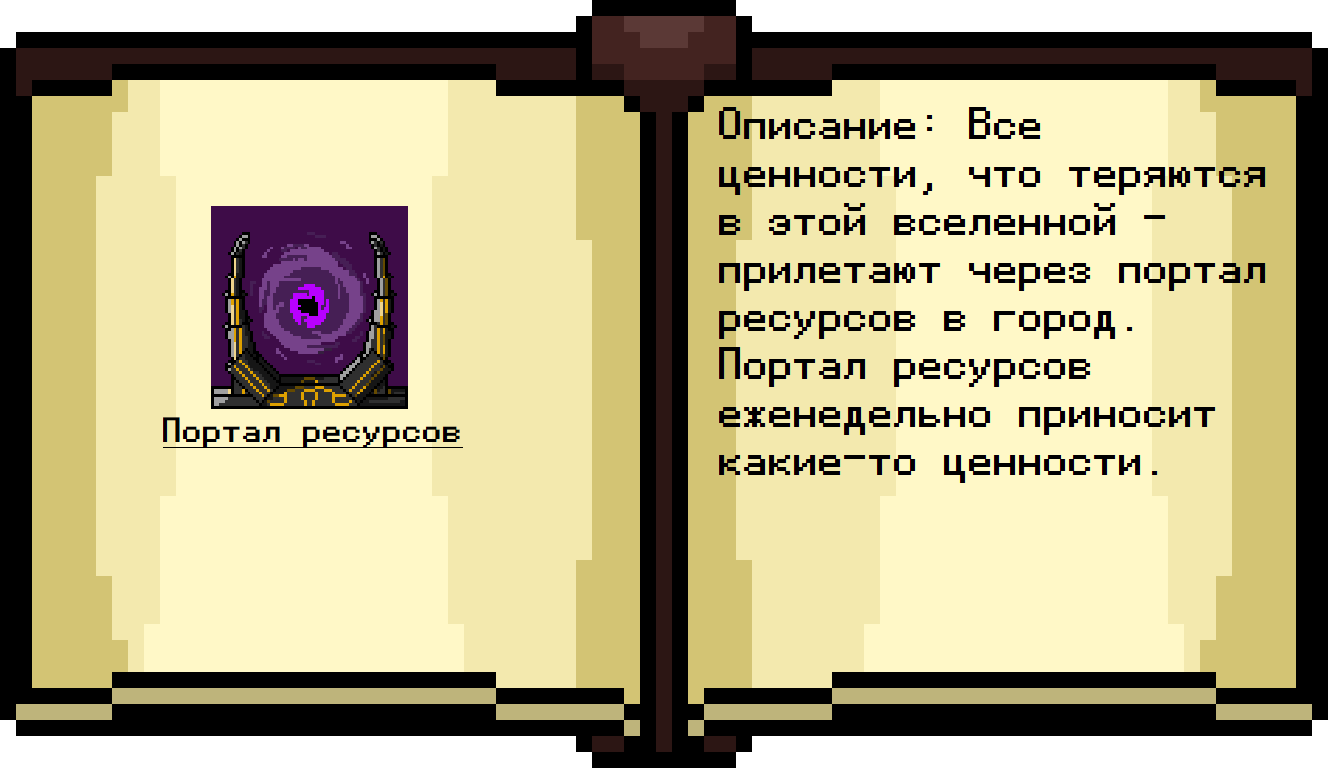 Портал ресурсов
Описание: Все
ценности, что теряются
в этой вселенной -
прилетают через портал
ресурсов в город.
Портал ресурсов
еженедельно приносит
какие-то ценности.